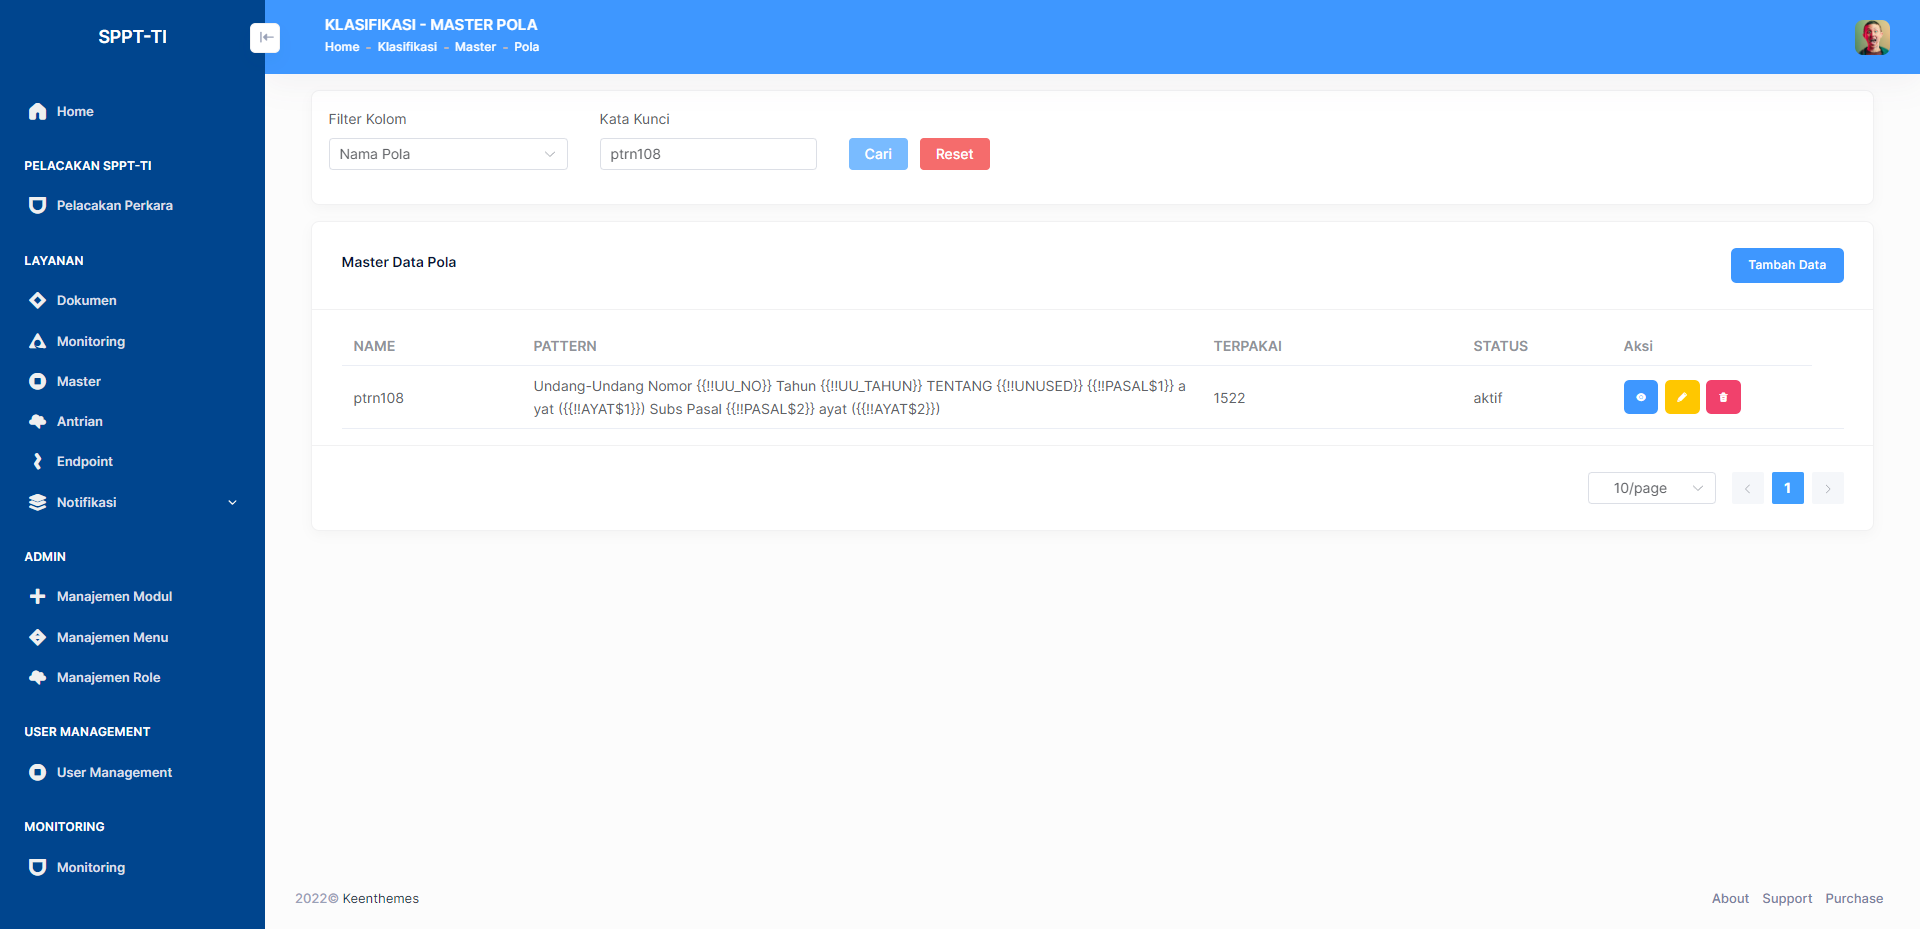 SPPT-TI
Home
PELACAKAN SPPT-TI
Pelacakan Perkara
LAYANAN
Dokumen
Monitoring
Master
Antrian
Endpoint
Notifikasi
ADMIN
Manajemen Modul
Manajemen Menu
Manajemen Role
USER MANAGEMENT
User Management
MONITORING
Monitoring
KLASIFIKASI - MASTER POLA
Home - Klasifikasi - Master - Pola
Filter Kolom Kata Kunci
Nama Pola ptrn108 Cari Reset
Master Data Pola Tambah Data
NAME PATTERN TERPAKAI STATUS Aksi
ptrn108 Undang-Undang Nomor {{!!UU_NO}} Tahun {{!!UU_TAHUN}} TENTANG {{!!UNUSED}} {{!!PASAL$1}} a 1522 aktif
yat ({{!!AYAT$1}}) Subs Pasal {{!!PASAL$2}} ayat ({{!!AYAT$2}})
10/page 1
2022© Keenthemes About Support Purchase